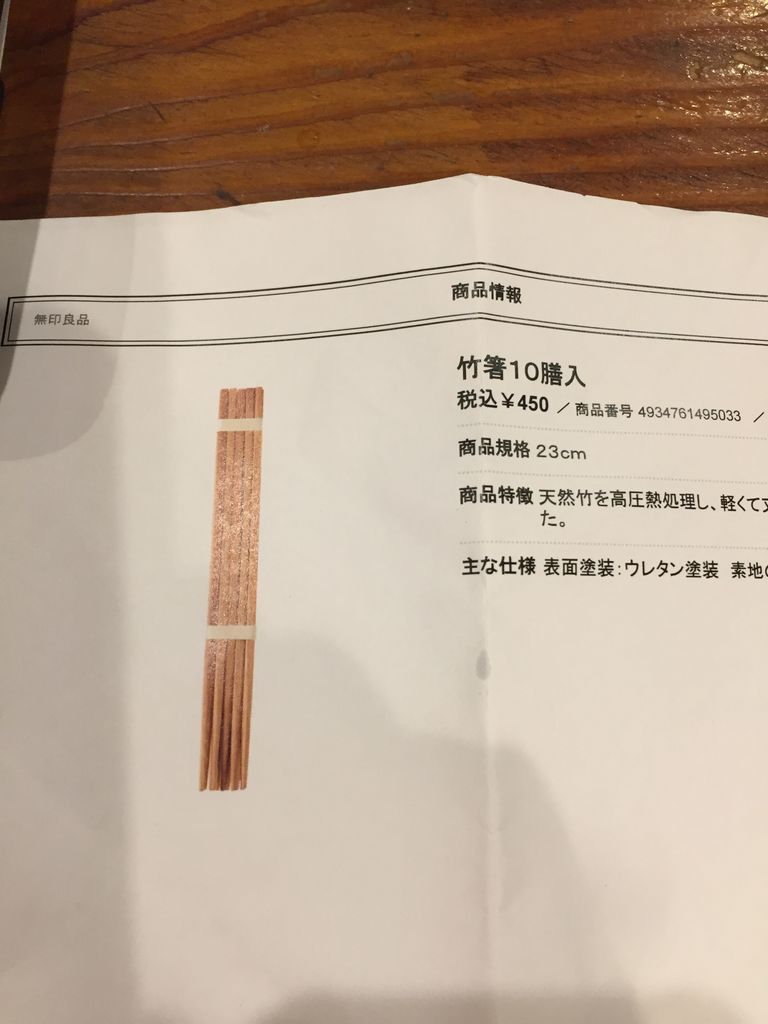 商品情報
無印良品
竹箸10膳入
税込￥450 ／ 商品番号 4934761495033 ／
商品規格 23cm
商品特徴 天然竹を高圧熱処理し、軽くて
た。
主な仕様 表面塗装：ウレタン塗装 素地